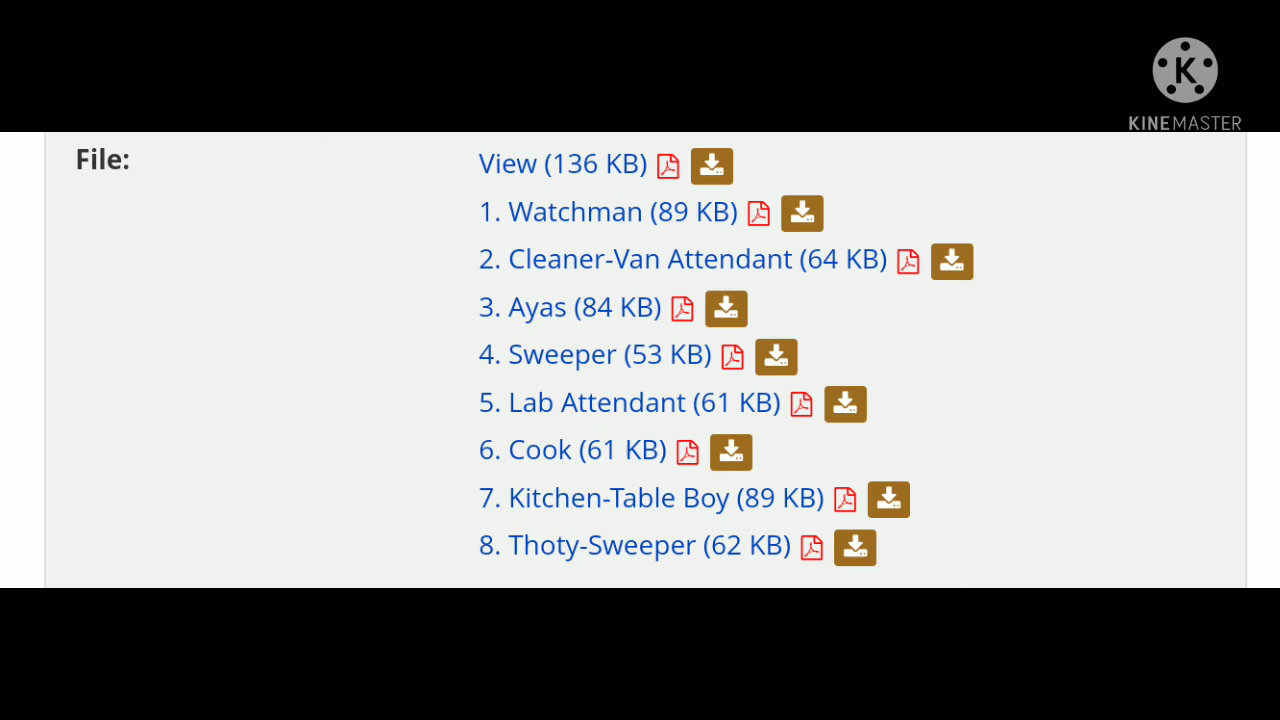 K
KINEMASTER
File:
View (136 KB)
1. Watchman (89 KB)
2. Cleaner-Van Attendant (64 KB)
3. Ayas (84 KB)
4. Sweeper (53 KB)
5. Lab Attendant (61 KB)
6. Cook (61 KB)
7. Kitchen-Table Boy (89 KB)
8. Thoty-Sweeper (62 KB)